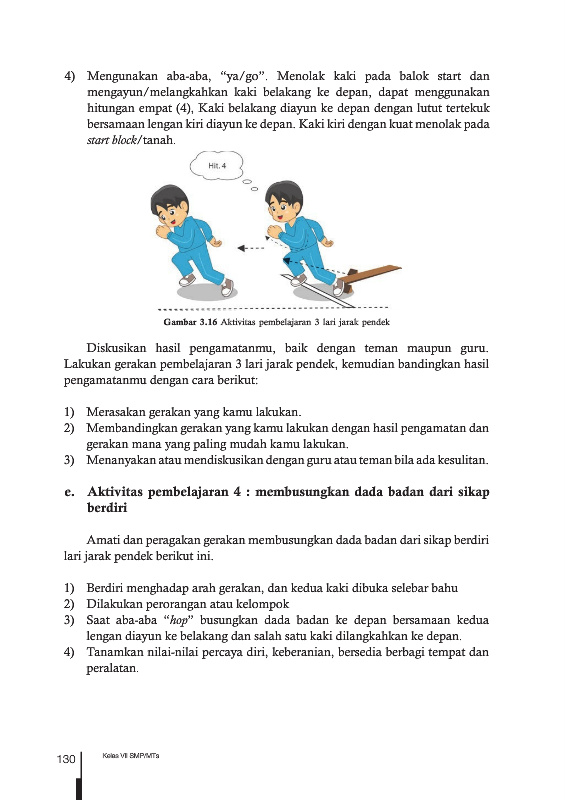 4) Mengunakan aba-aba, “ya/go”. Menolak kaki pada balok start dan
mengayun/melangkahkan kaki belakang ke depan, dapat menggunakan
hitungan empat (4), Kaki belakang diayun ke depan dengan lutut tertekuk
bersamaan lengan kiri diayun ke depan. Kaki kiri dengan kuat menolak pada
start block/tanah.
Hit. 4
Gambar 3.16 Aktivitas pembelajaran 3 lari jarak pendek
Diskusikan hasil pengamatanmu, baik dengan teman maupun guru.
Lakukan gerakan pembelajaran 3 lari jarak pendek, kemudian bandingkan hasil
pengamatanmu dengan cara berikut:
1) Merasakan gerakan yang kamu lakukan.
2) Membandingkan gerakan yang kamu lakukan dengan hasil pengamatan dan
gerakan mana yang paling mudah kamu lakukan.
3) Menanyakan atau mendiskusikan dengan guru atau teman bila ada kesulitan.
e. Aktivitas pembelajaran 4 : membusungkan dada badan dari sikap
berdiri
Amati dan peragakan gerakan membusungkan dada badan dari sikap berdiri
lari jarak pendek berikut ini.
1) Berdiri menghadap arah gerakan, dan kedua kaki dibuka selebar bahu
2) Dilakukan perorangan atau kelompok
3) Saat aba-aba “hop” busungkan dada badan ke depan bersamaan kedua
lengan diayun ke belakang dan salah satu kaki dilangkahkan ke depan.
4) Tanamkan nilai-nilai percaya diri, keberanian, bersedia berbagi tempat dan
peralatan.
130 Kelas VII SMP/MTs